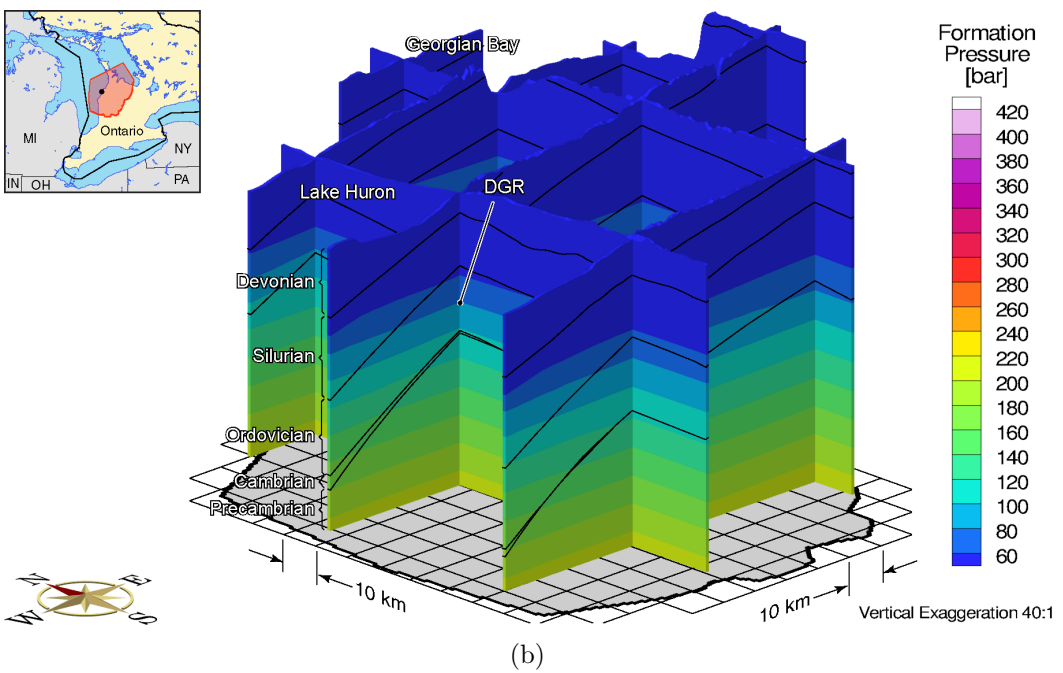 MI
Ontario
NY
PA
IN
OH
Georgian Bay
Lake Huron
DGR
Devonian
Silurian
Ordovician
Cambrian
Precambrian
10 km
10 km
N
E
W
S
Formation
Pressure
[bar]
420
400
380
360
340
320
300
280
260
240
220
200
180
160
140
120
100
80
60
Vertical Exaggeration 40:1
(b)